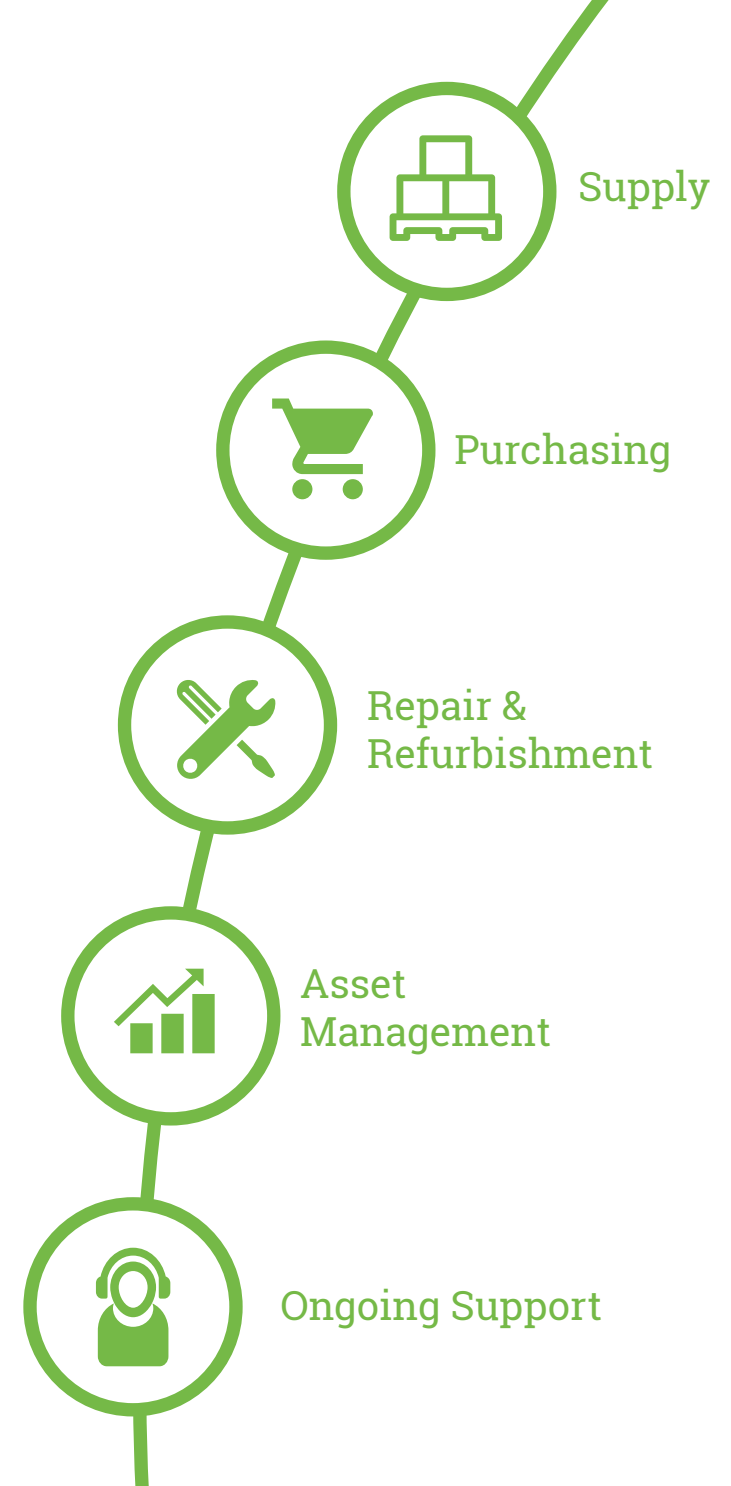 Supply
Purchasing
Repair &
Refurbishment
Asset
Management
Ongoing Support